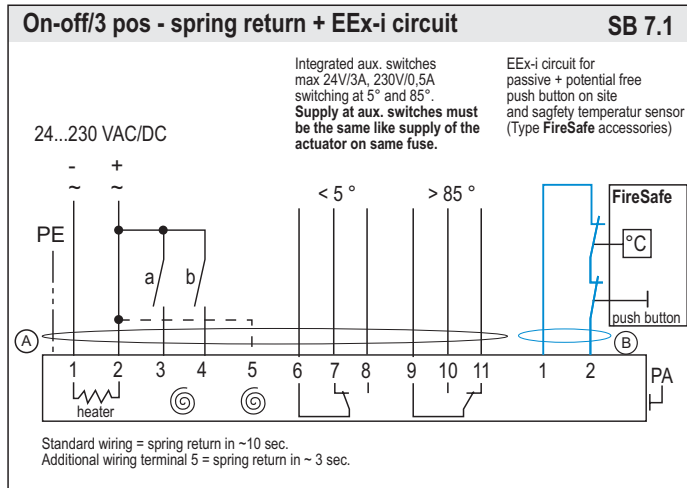 On-off/3 pos - spring return + EEx-i circuit SB 7.1
Integrated aux. switches
max 24V/3A, 230V/0,5A
switching at 5° and 85°.
Supply at aux. switches must
be the same like supply of the
actuator on same fuse.
EEx-i circuit for
passive + potential free
push button on site
and sagfety temperatur sensor
(Type FireSafe accessories)
24...230 VAC/DC
- +
~ ~
< 5 ° > 85 °
FireSafe
PE
°C
a b
push button
A B
1 2 3 4 5 6 7 8 9 10 11 1 2
PA
heater
Standard wiring = spring return in ~10 sec.
Additional wiring terminal 5 = spring return in ~ 3 sec.